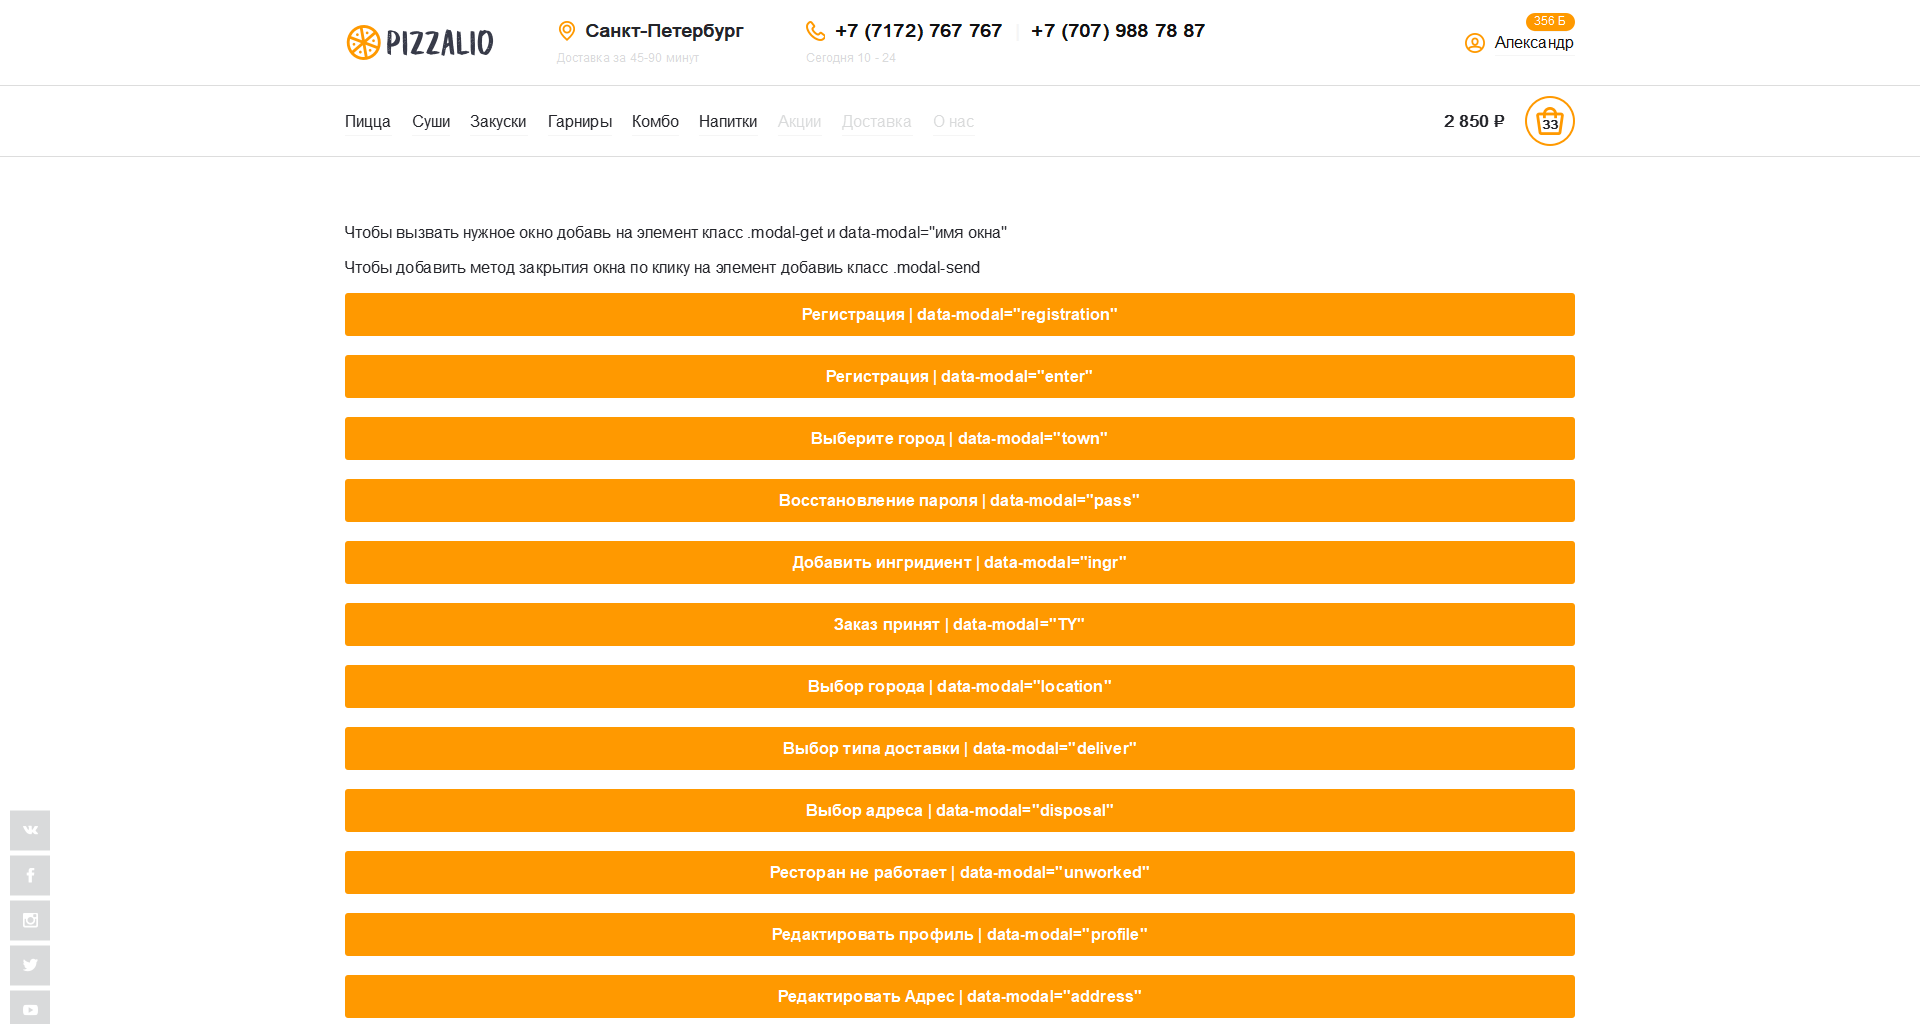 PIZZALIO
Санкт-Петербург
Доставка за 45-90 минут
+7 (7172) 767 767 | +7 (707) 988 78 87
Сегодня 10 - 24
356 Б
Александр
Пицца Суши Закуски Гарниры Комбо Напитки Акции Доставка О нас
2 850 ₽
33
Чтобы вызвать нужное окно добавь на элемент класс .modal-get и data-modal="имя окна"
Чтобы добавить метод закрытия окна по клику на элемент добавиь класс .modal-send
Регистрация | data-modal="registration"
Регистрация | data-modal="enter"
Выберите город | data-modal="town"
Восстановление пароля | data-modal="pass"
Добавить ингридиент | data-modal="ingr"
Заказ принят | data-modal="TY"
Выбор города | data-modal="location"
Выбор типа доставки | data-modal="deliver"
Выбор адреса | data-modal="disposal"
Ресторан не работает | data-modal="unworked"
Редактировать профиль | data-modal="profile"
Редактировать Адрес | data-modal="address"